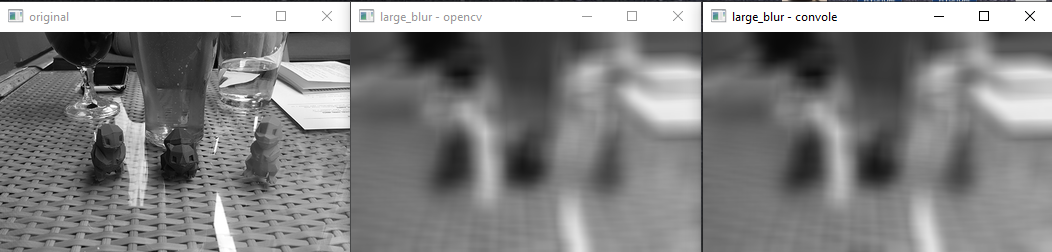 original
large_blur - opencv
large_blur - convole